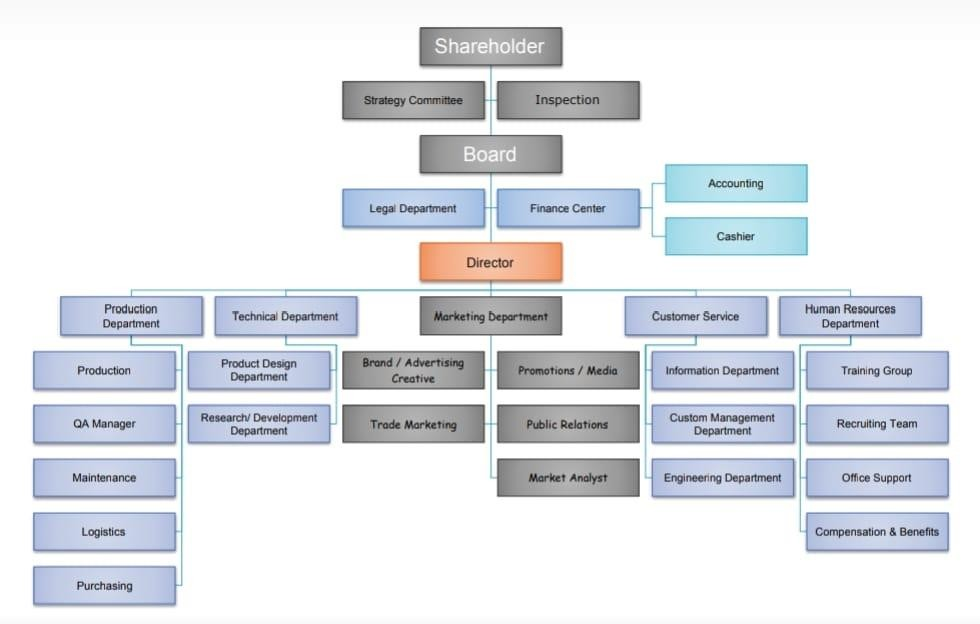 Shareholder
Strategy Committee
Inspection
Board
Legal Department
Finance Center
Accounting
Cashier
Director
Production
Department
Technical Department
Marketing Department
Customer Service
Human Resources
Department
Production
Product Design
Department
Brand / Advertising
Creative
Promotions / Media
Information Department
Training Group
QA Manager
Research/ Development
Department
Trade Marketing
Public Relations
Custom Management
Department
Recruiting Team
Maintenance
Market Analyst
Engineering Department
Office Support
Logistics
Compensation & Benefits
Purchasing